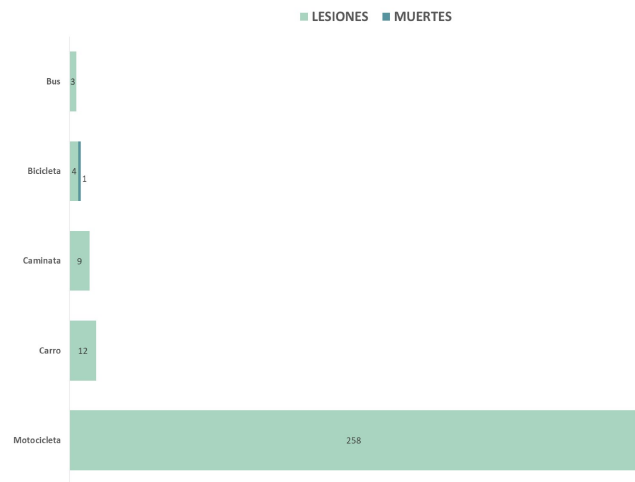 LESIONES MUERTES
Bus 3
Bicicleta 4 1
Caminata 9
Carro 12
Motocicleta 258